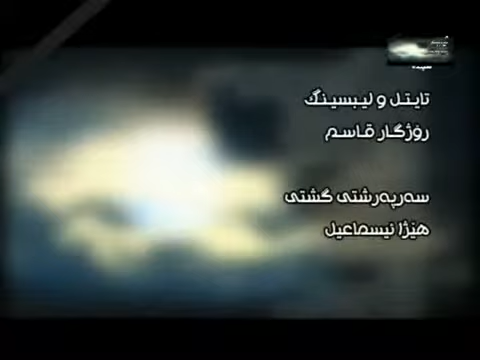 تایتل و لیبسینگ
رۆژگار قاسم
سەرپەرشتی گشتی
هێژا ئیسماعیل